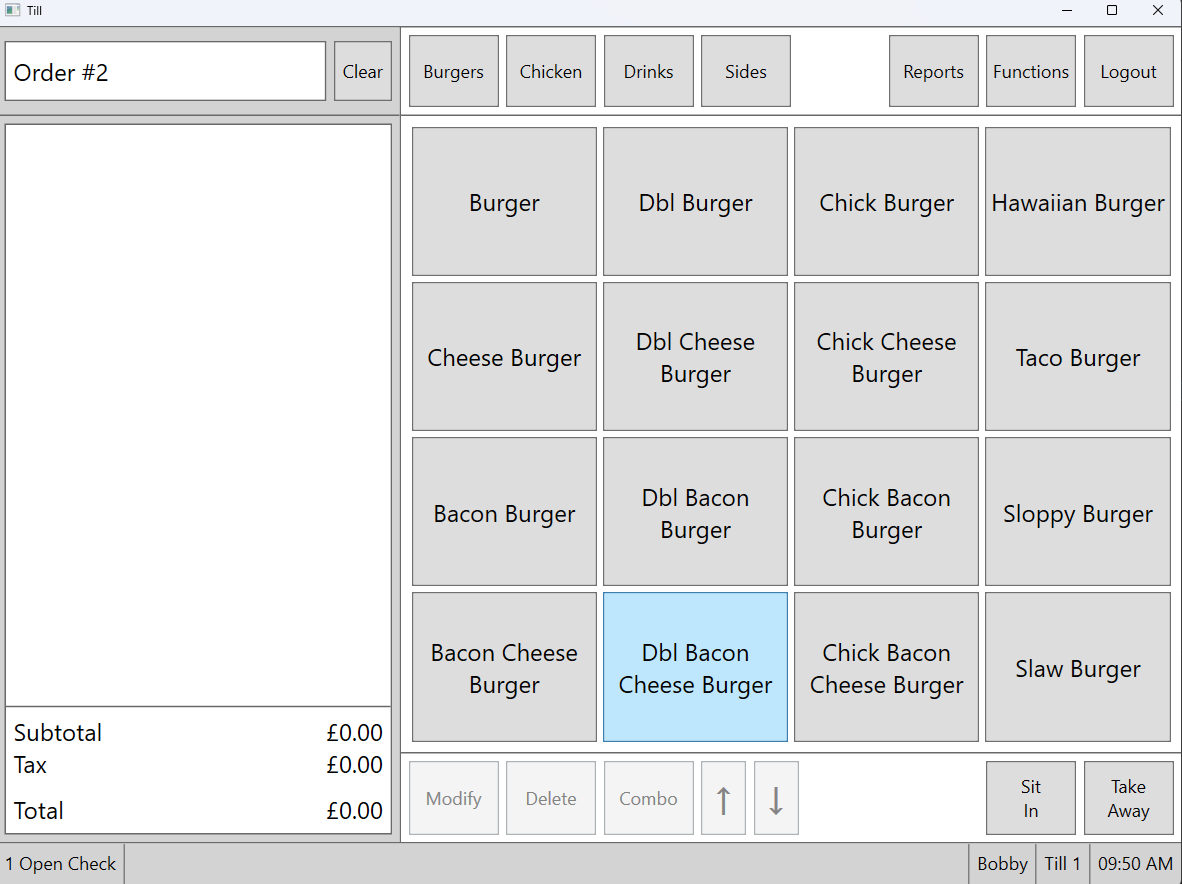 Till
Order #2
Clear
Burgers
Chicken
Drinks
Sides
Reports
Functions
Logout
Burger
Dbl Burger
Chick Burger
Hawaiian Burger
Cheese Burger
Dbl Cheese
Burger
Chick Cheese
Burger
Taco Burger
Bacon Burger
Dbl Bacon
Burger
Chick Bacon
Burger
Sloppy Burger
Bacon Cheese
Burger
Dbl Bacon
Cheese Burger
Chick Bacon
Cheese Burger
Slaw Burger
Subtotal £0.00
Tax £0.00
Total £0.00
Modify
Delete
Combo
↑
↓
Sit
In
Take
Away
1 Open Check
Bobby
Till 1
09:50 AM